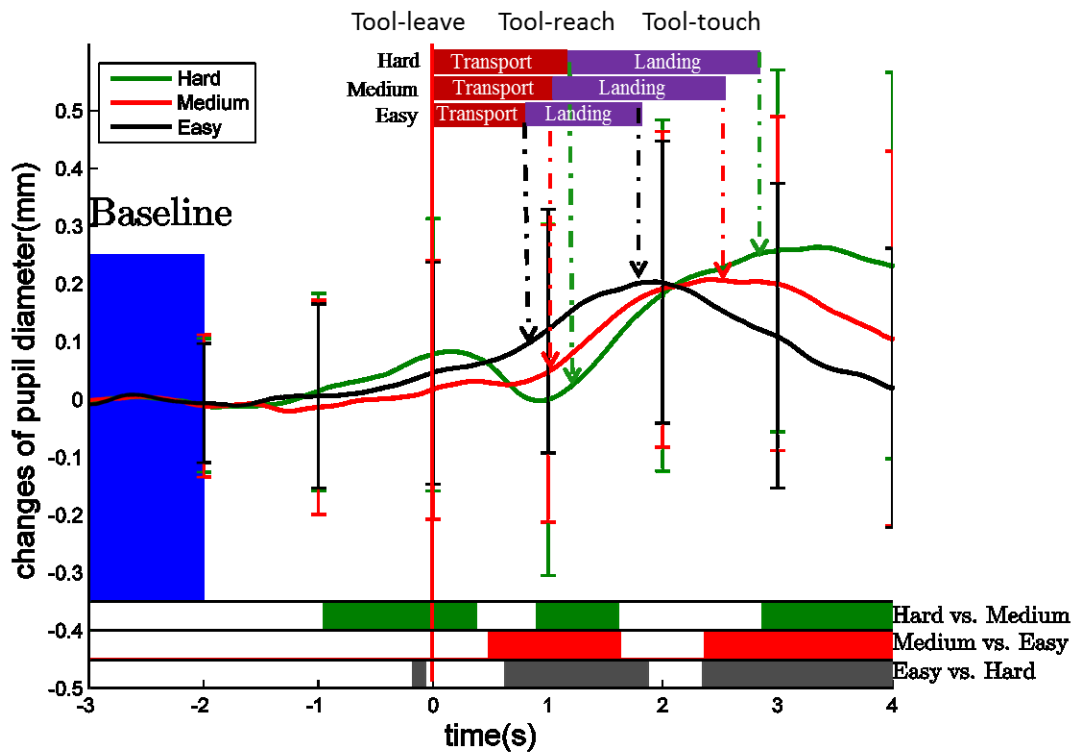 Tool-leave Tool-reach Tool-touch
Hard Transport Landing
Medium Transport Landing
Easy Transport Landing
Hard
Medium
Easy
Baseline
changes of pupil diameter(mm)
0.5
0.4
0.3
0.2
0.1
0
-0.1
-0.2
-0.3
-0.4
-0.5
Hard vs. Medium
Medium vs. Easy
Easy vs. Hard
-3 -2 -1 0 1 2 3 4
time(s)